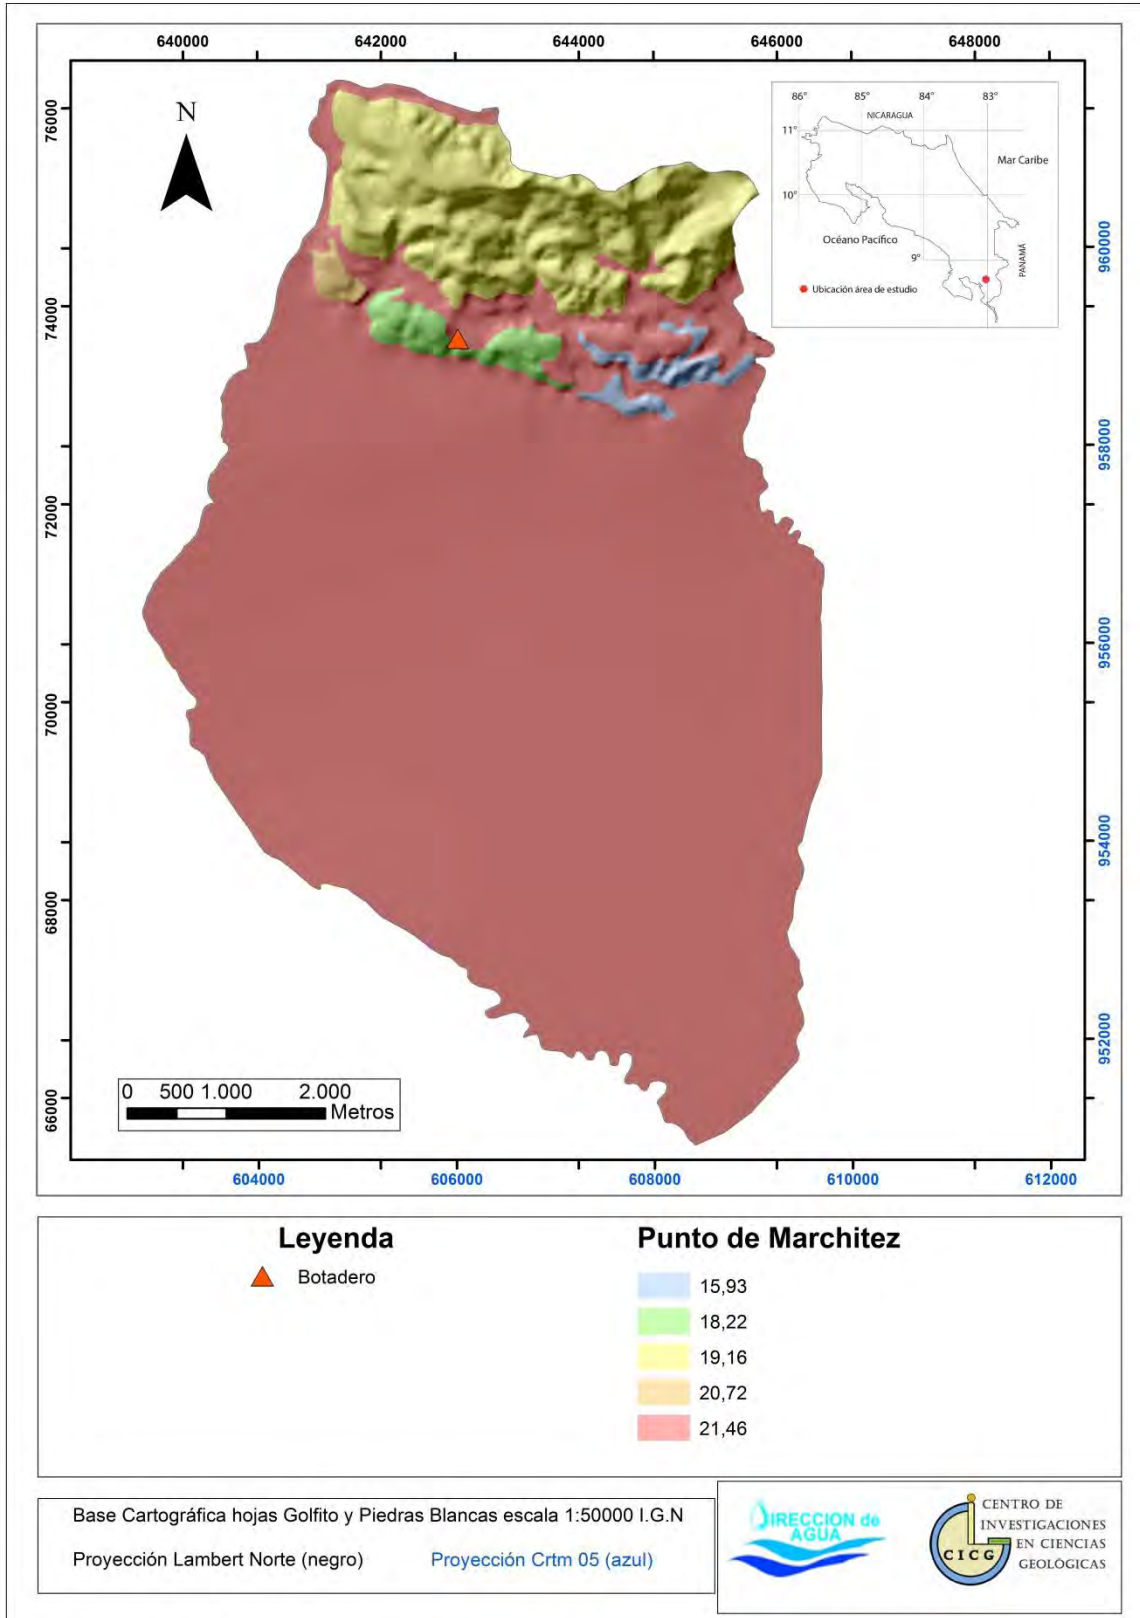 640000 642000 644000 646000 648000
76000
74000
72000
70000
68000
66000
N
86° 85° 84° 83°
NICARAGUA
11°
Mar Caribe
10°
Océano Pacífico
9°
PANAMÁ
Ubicación área de estudio
960000
958000
956000
954000
952000
0 500 1.000 2.000
Metros
604000 606000 608000 610000 612000
Leyenda
Botadero
Punto de Marchitez
15,93
18,22
19,16
20,72
21,46
Base Cartográfica hojas Golfito y Piedras Blancas escala 1:50000 I.G.N
Proyección Lambert Norte (negro) Proyección Crtm 05 (azul)
DIRECCION de
AGUA
CICG
CENTRO DE
INVESTIGACIONES
EN CIENCIAS
GEOLÓGICAS